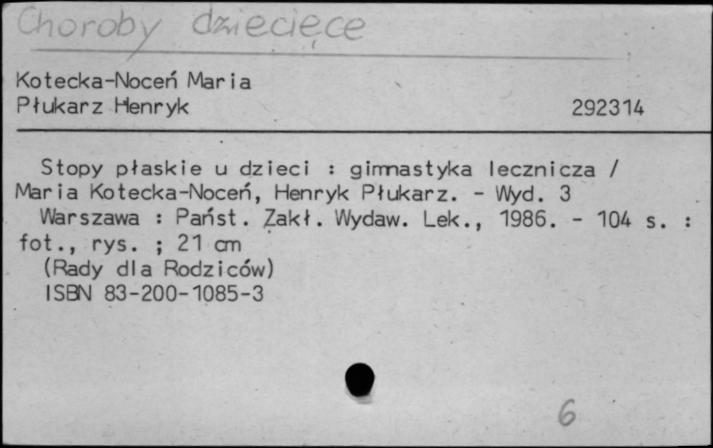 Choroby dziecięce
Kotecka-Noceń Maria
Płukarz Henryk 292314
Stopy płaskie u dzieci : gimnastyka lecznicza /
Maria Kotecka-Noceń, Henryk Płukarz. - Wyd. 3
Warszawa : Państ. Zakł. Wydaw. Lek., 1986. - 104 s. :
fot., rys. ; 21 cm
(Rady dla Rodziców)
ISBN 83-200-1085-3
6